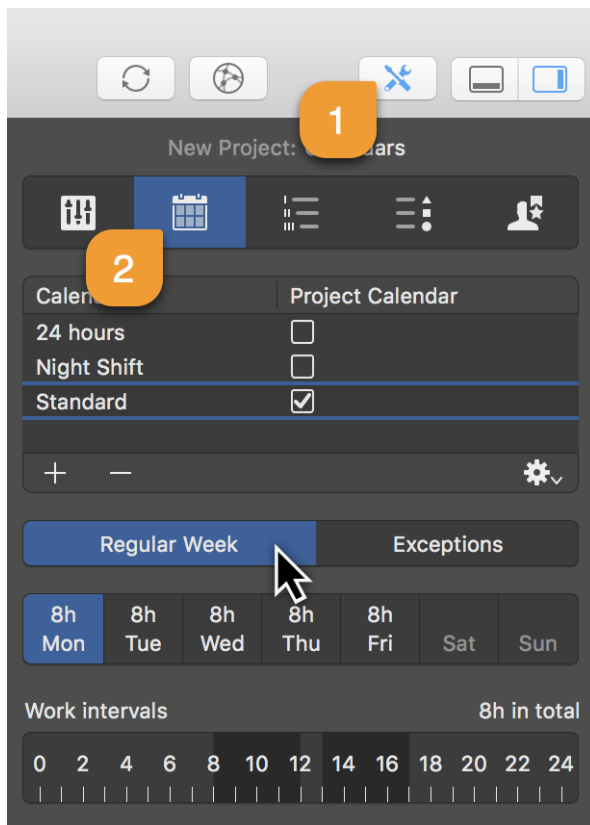 1
New Project:
2
Project Calendar
24 hours
Night Shift
Standard
Regular Week Exceptions
8h 8h 8h 8h 8h
Mon Tue Wed Thu Fri Sat Sun
Work intervals 8h in total
0 2 4 6 8 10 12 14 16 18 20 22 24